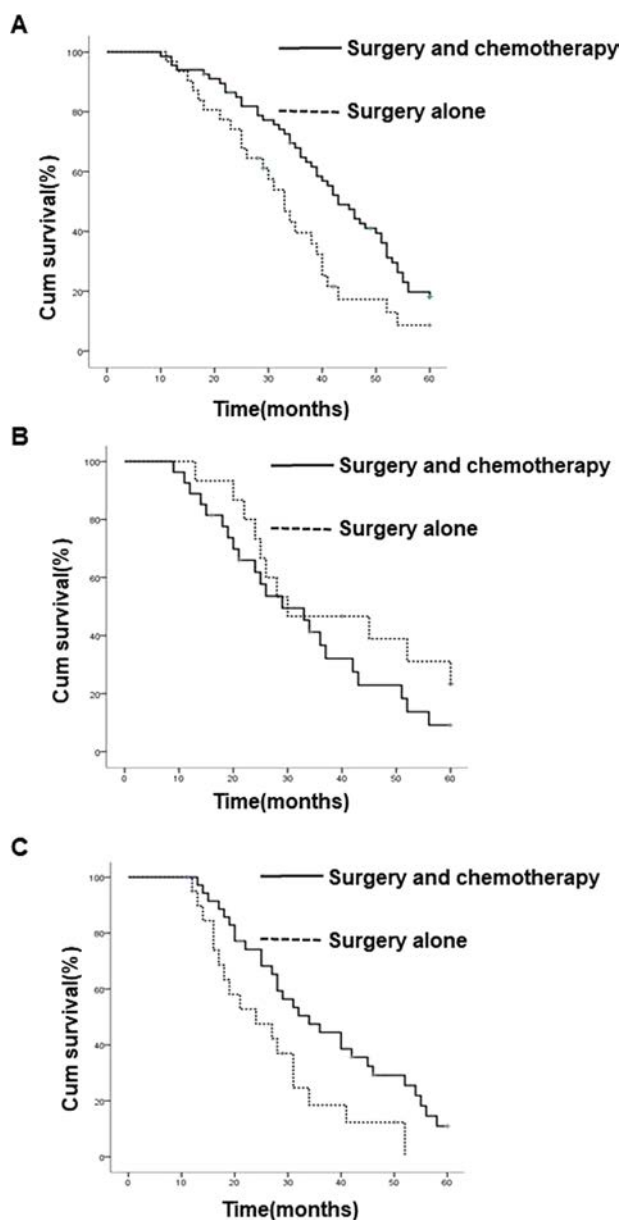 A
100
80
60
40
20
0
Surgery and chemotherapy
Surgery alone
Cum survival(%)
0 10 20 30 40 50 60
Time(months)
B
100
80
60
40
20
0
Surgery and chemotherapy
Surgery alone
Cum survival(%)
0 10 20 30 40 50 60
Time(months)
C
100
80
60
40
20
0
Surgery and chemotherapy
Surgery alone
Cum survival(%)
0 10 20 30 40 50 60
Time(months)